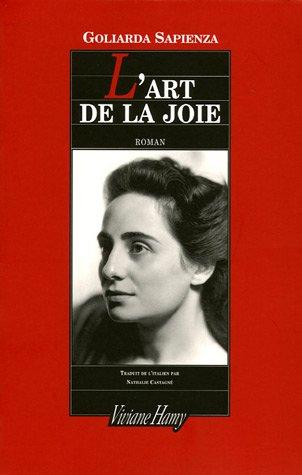 GOLIARDA SAPIENZA
L'ART
DE LA JOIE
ROMAN
TRADUIT DE L'ITALIEN PAR
NATHALIE CASTAGNÉ
Viviane Hamy